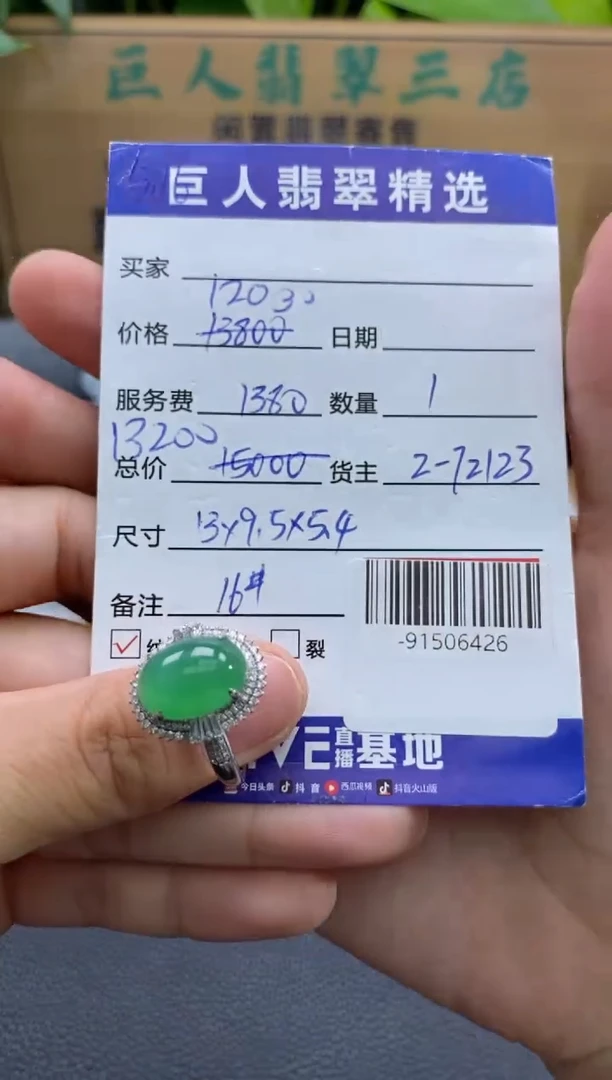 巨人翡翠三店
巨人翡翠精选
买家
价格 13800 日期
服务费 1380 数量 1
13200
总价 15000 货主 2-72123
尺寸 13x9.5x5.4
备注 16#
-91506426
裂
VE直播基地
今日头条 抖音 西瓜视频 抖音火山版